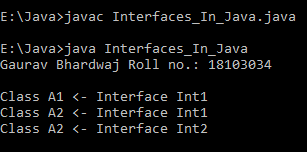 E:\Java>javac Interfaces_In_Java.java
E:\Java>java Interfaces_In_Java
Gaurav Bhardwaj Roll no.: 18103034
Class A1 <- Interface Int1
Class A2 <- Interface Int1
Class A2 <- Interface Int2